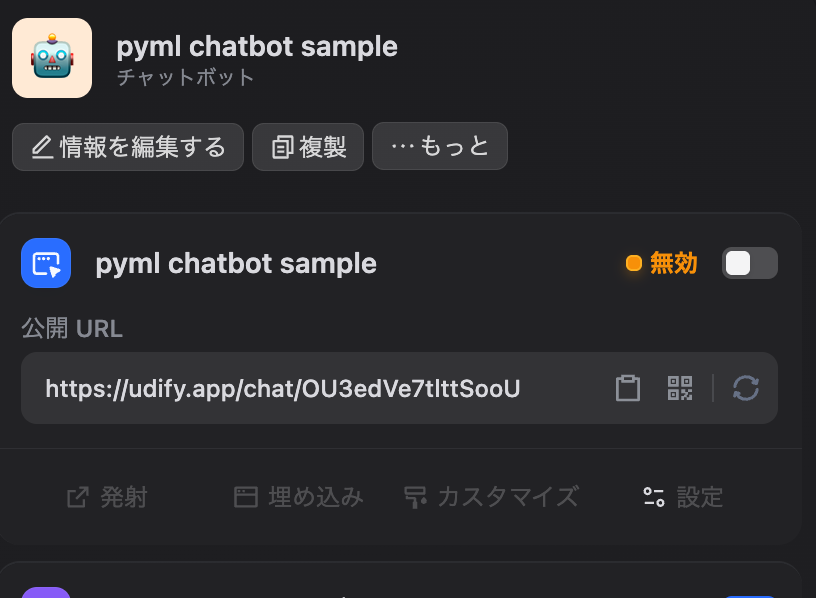 pyml chatbot sample
チャットボット
情報を編集する 複製 … もっと
pyml chatbot sample 無効
公開 URL
https://udify.app/chat/OU3edVe7tlttSooU
発射 埋め込み カスタマイズ 設定